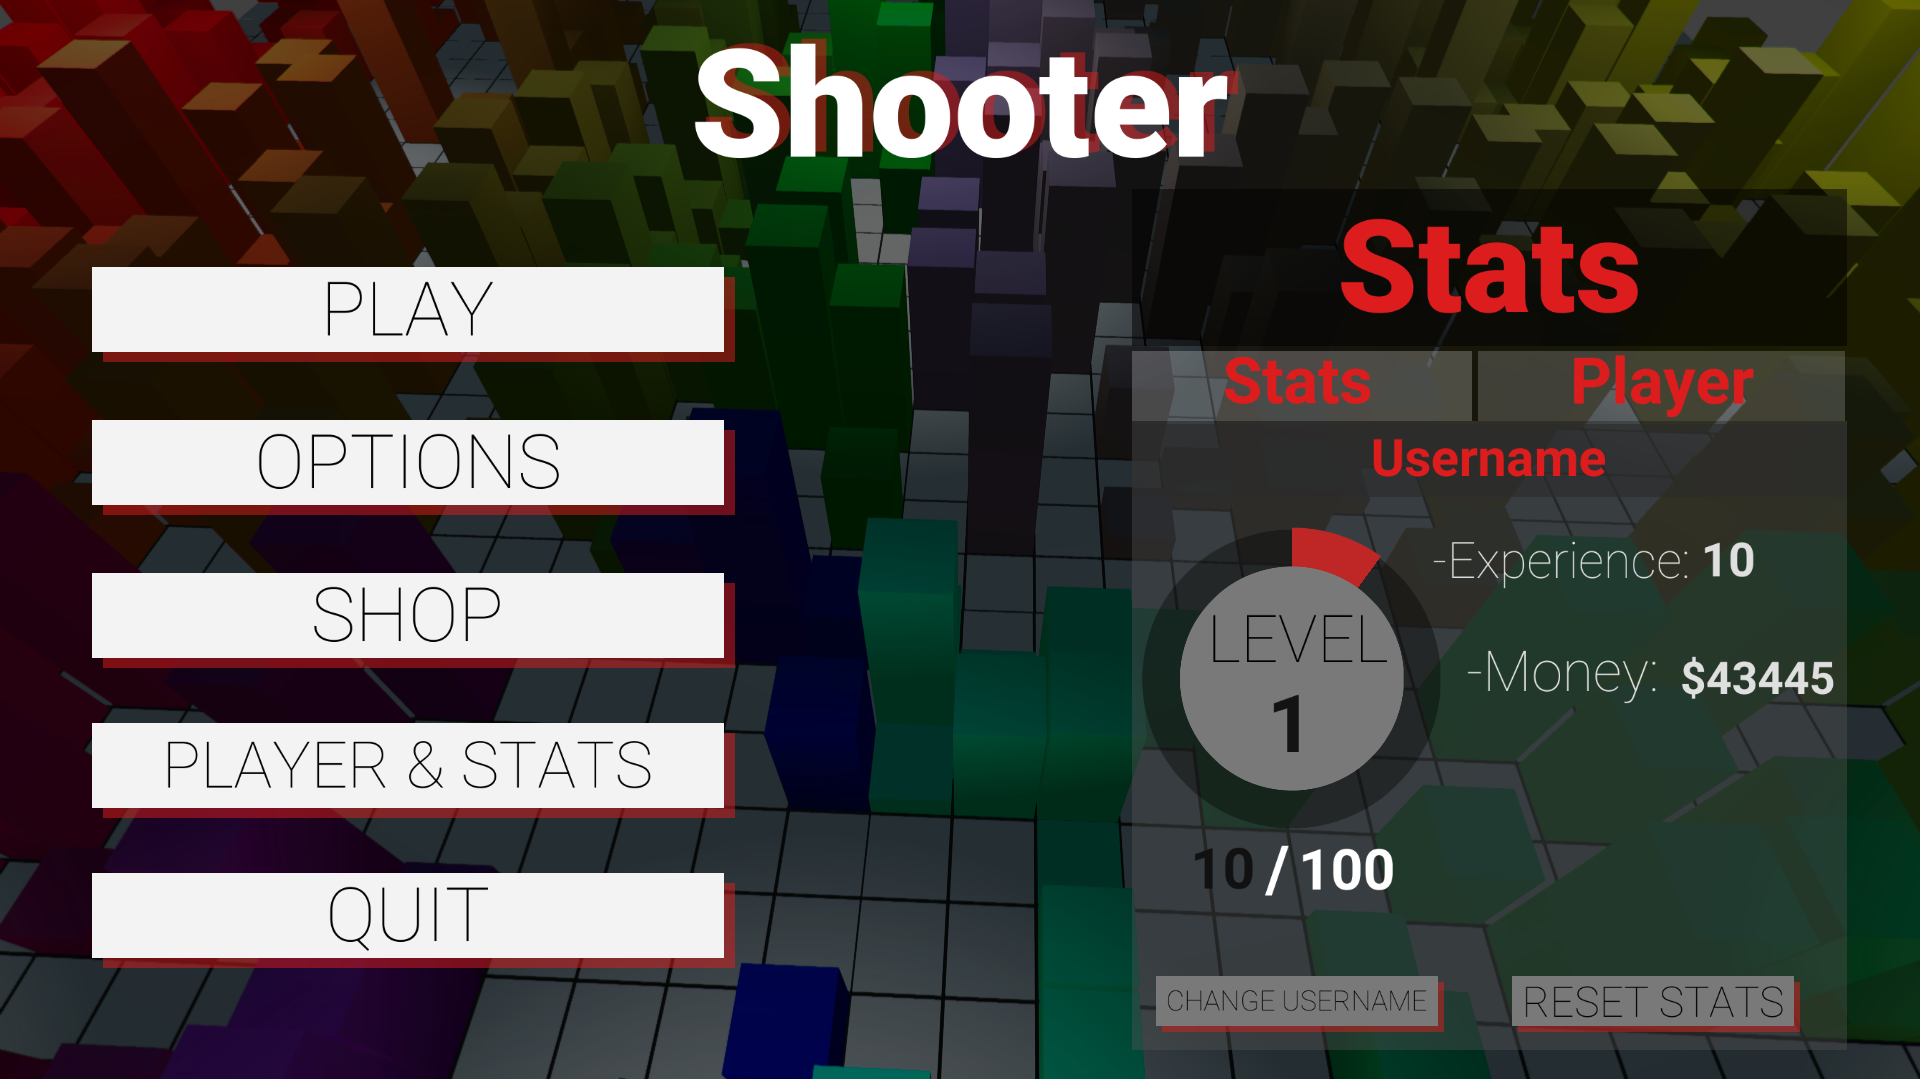 Shooter
PLAY
OPTIONS
SHOP
PLAYER & STATS
QUIT
Stats
Stats Player
Username
LEVEL
1
-Experience: 10
-Money: $43445
10 / 100
CHANGE USERNAME
RESET STATS